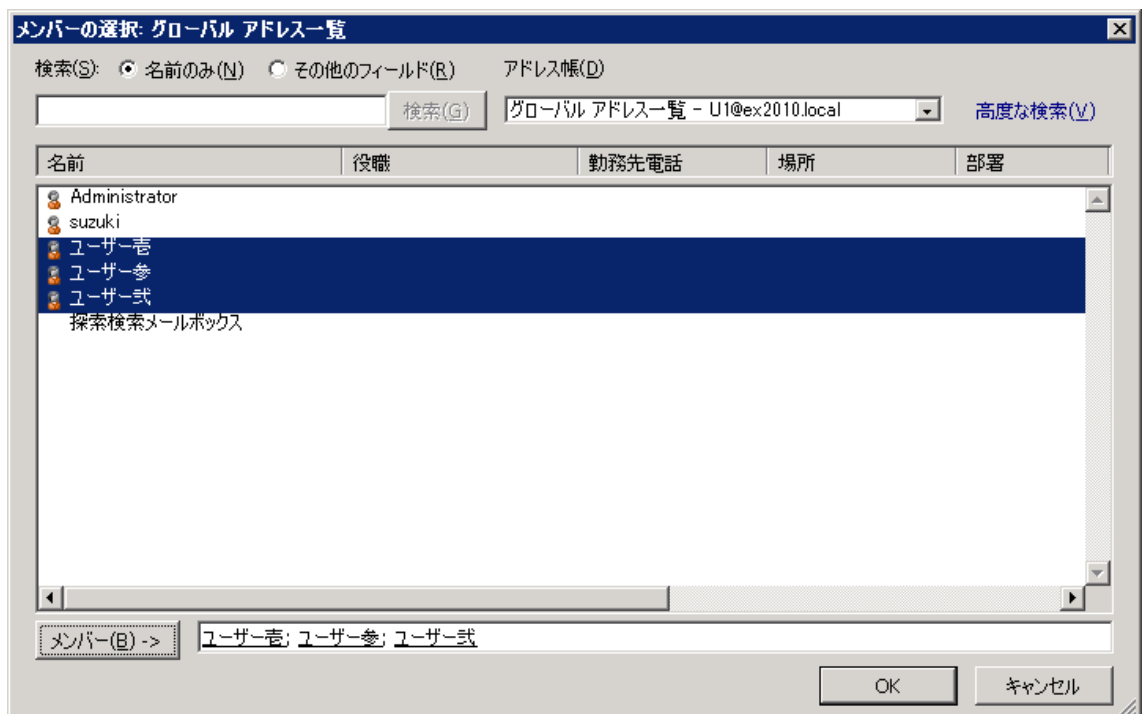 メンバーの選択: グローバル アドレス一覧
検索(S): 名前のみ(N) その他のフィールド(R) アドレス帳(D)
検索(G) グローバル アドレス一覧 - U1@ex2010.local 高度な検索(V)
名前 役職 勤務先電話 場所 部署
Administrator
suzuki
ユーザー壱
ユーザー参
ユーザー弐
探索検索メールボックス
メンバー(B) -> ユーザー壱; ユーザー参; ユーザー弐
OK キャンセル